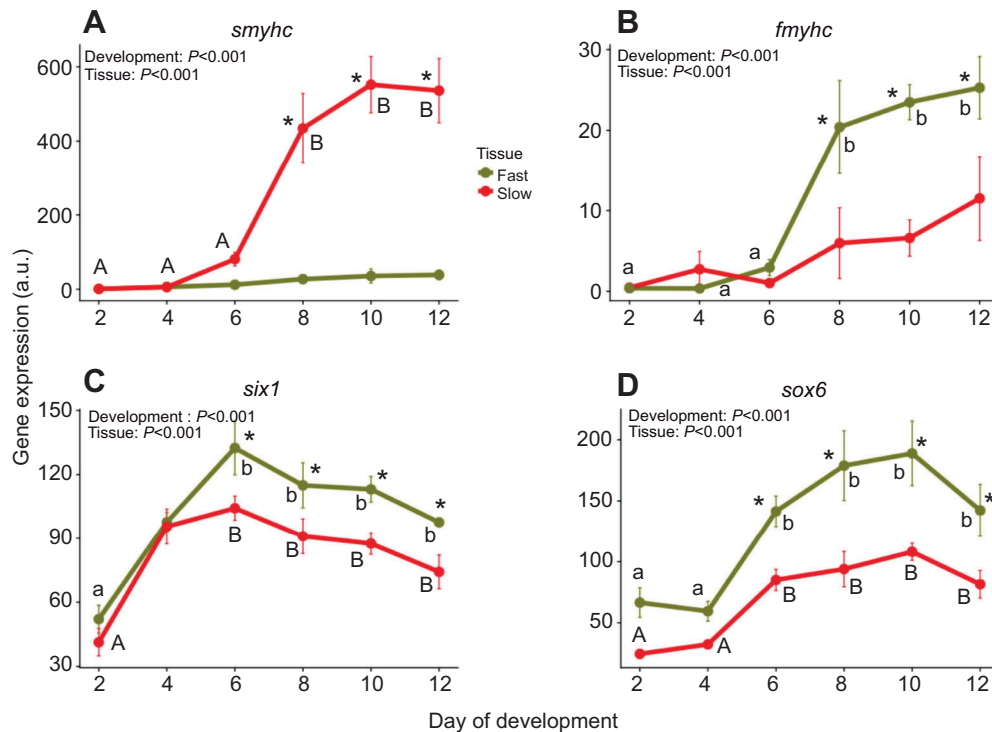 A
smyhc
Development: P<0.001
Tissue: P<0.001
600
400
200
0
A
A
A
*
B
*
B
*
B
2
4
6
8
10
12
Tissue
Fast
Slow
B
fmyhc
Development: P<0.001
Tissue: P<0.001
30
20
10
0
a
a
a
*
b
*
b
*
b
2
4
6
8
10
12
Gene expression (a.u.)
C
six1
Development : P<0.001
Tissue: P<0.001
150
120
90
60
30
a
A
*
b
B
*
b
B
*
b
B
*
b
B
2
4
6
8
10
12
D
sox6
Development: P<0.001
Tissue: P<0.001
200
150
100
50
a
A
a
A
*
b
B
*
b
B
*
b
B
*
b
B
2
4
6
8
10
12
Day of development